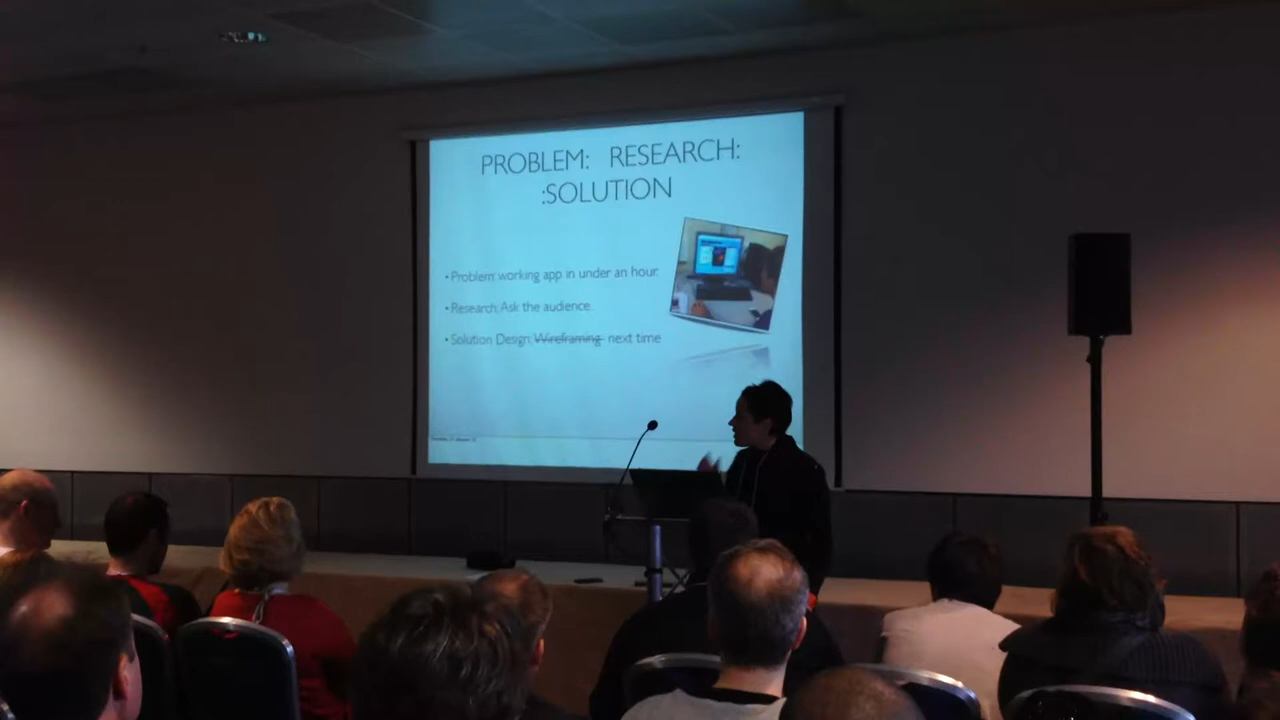 PROBLEM: RESEARCH:
:SOLUTION
• Problem: working app in under an hour.
• Research: Ask the audience.
• Solution Design: Wireframing next time